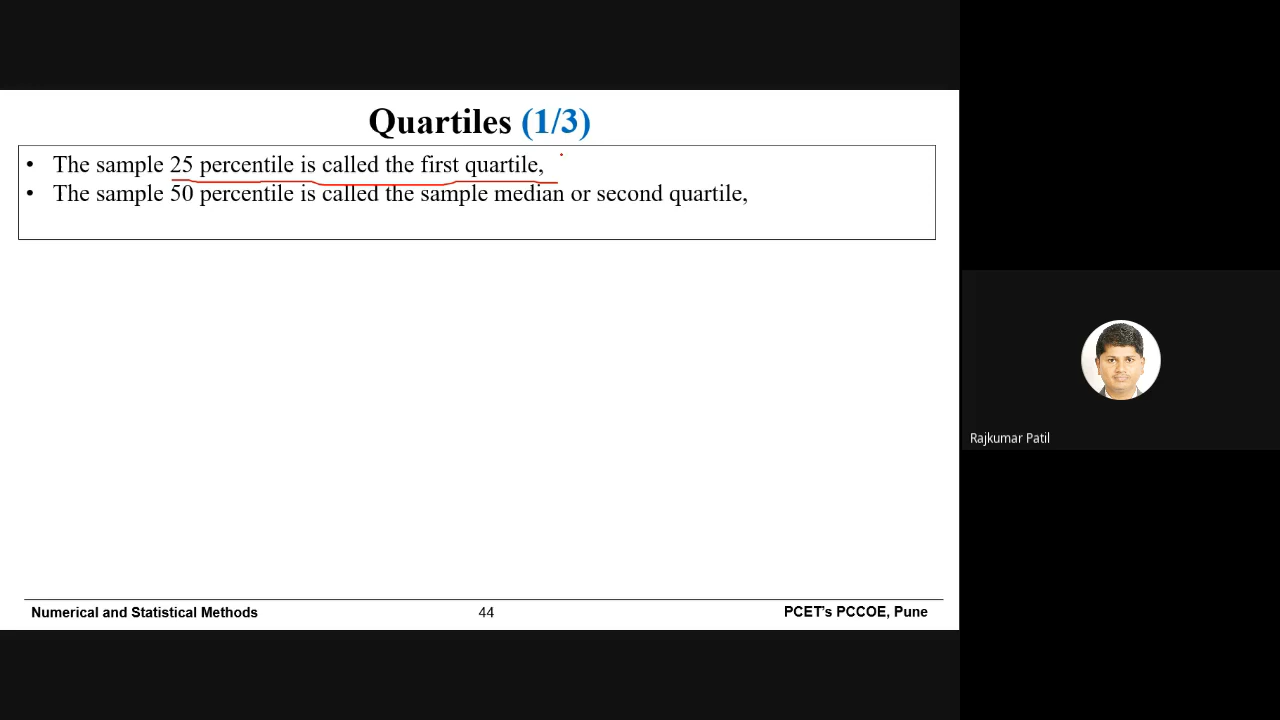 Quartiles (1/3)
• The sample 25 percentile is called the first quartile,
• The sample 50 percentile is called the sample median or second quartile,
Numerical and Statistical Methods
44
PCET's PCCOE, Pune
Rajkumar Patil